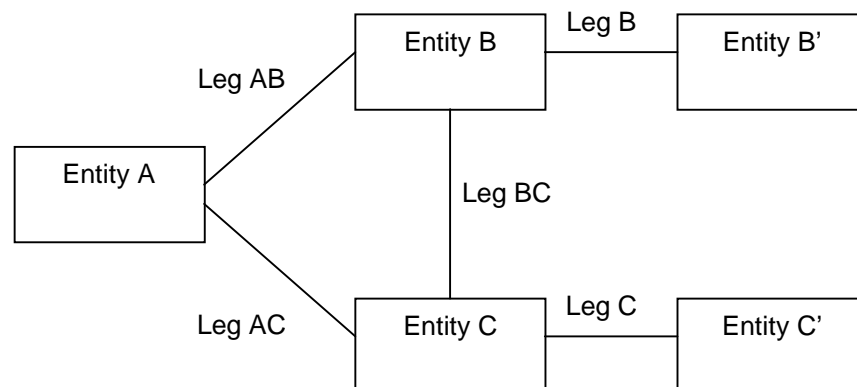 Entity B
Leg B
Entity B’
Leg AB
Entity A
Leg BC
Leg AC
Entity C
Leg C
Entity C’